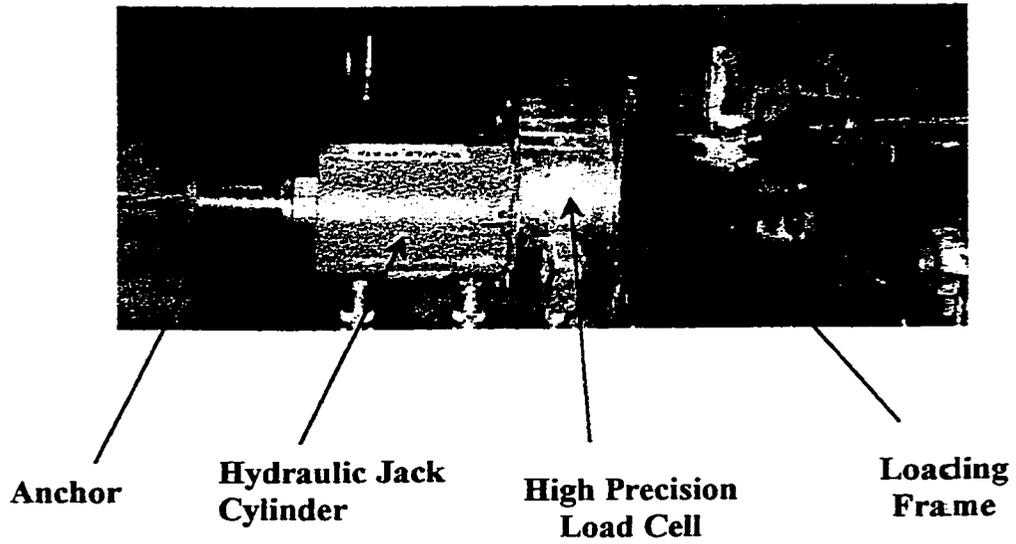 Anchor
Hydraulic Jack
Cylinder
High Precision
Load Cell
Loading
Frame